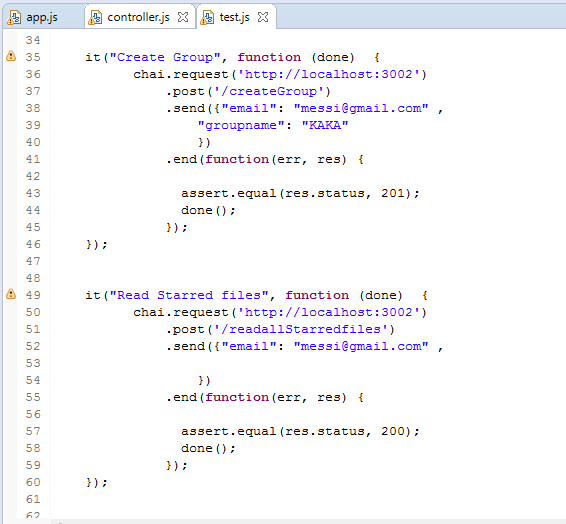 app.js controller.js test.js
34
35 it("Create Group", function (done)  {
36 chai.request('http://localhost:3002')
37 .post('/createGroup')
38 .send({"email": "messi@gmail.com" ,
39 "groupname": "KAKA"
40 })
41 .end(function(err, res) {
42
43 assert.equal(res.status, 201);
44 done();
45 });
46 });
47
48
49 it("Read Starred files", function (done)  {
50 chai.request('http://localhost:3002')
51 .post('/readallStarredfiles')
52 .send({"email": "messi@gmail.com" ,
53
54 })
55 .end(function(err, res) {
56
57 assert.equal(res.status, 200);
58 done();
59 });
60 });
61
62